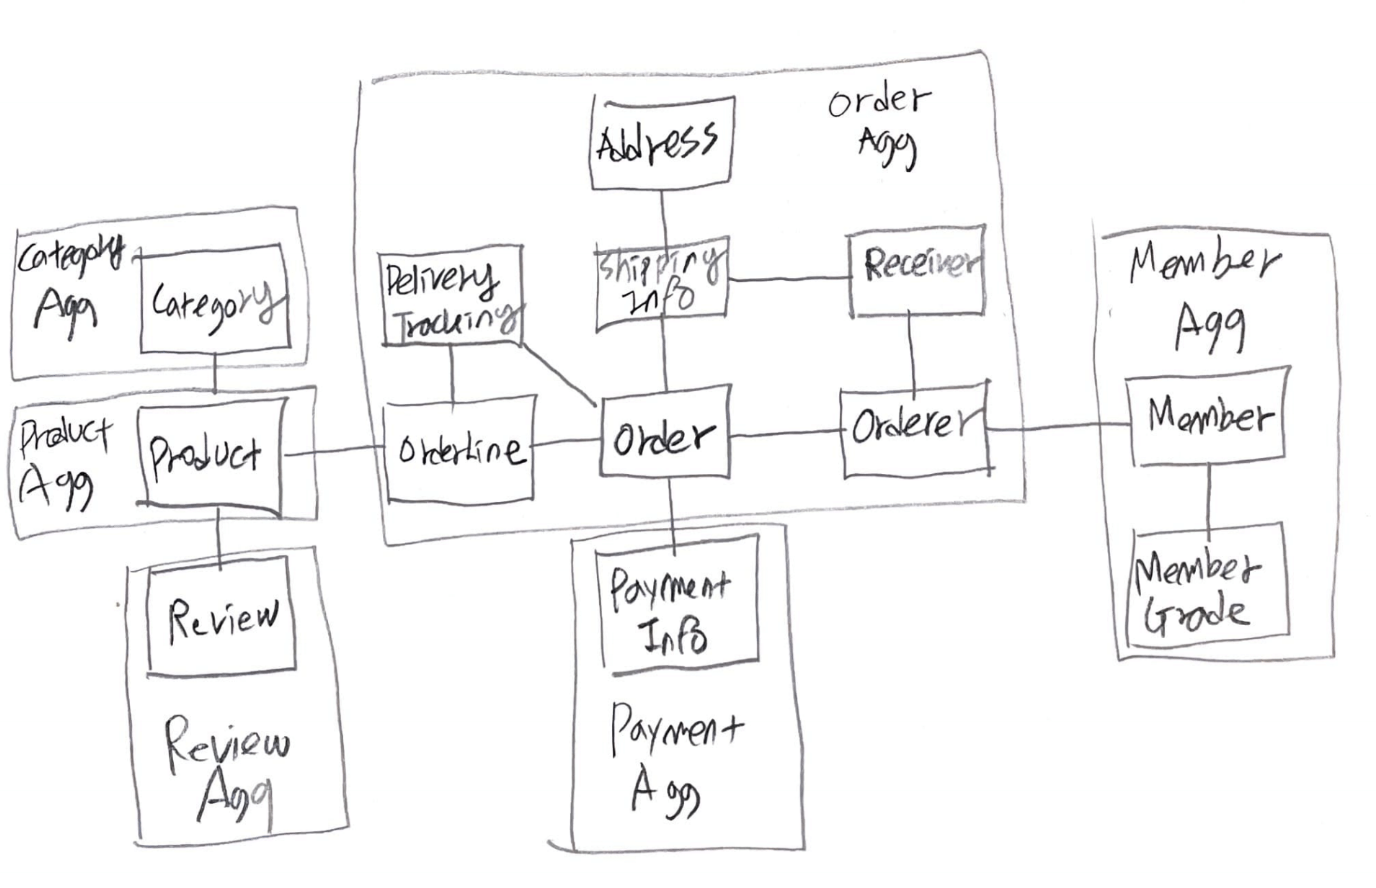 Order
Agg
Address
Category
Agg
Category
Delivery
Tracking
Shipping
Info
Receiver
Member
Agg
Product
Agg
Product
OrderLine
Order
Orderer
Member
Review
Review
Agg
Payment
Info
Payment
Agg
Member
Grade